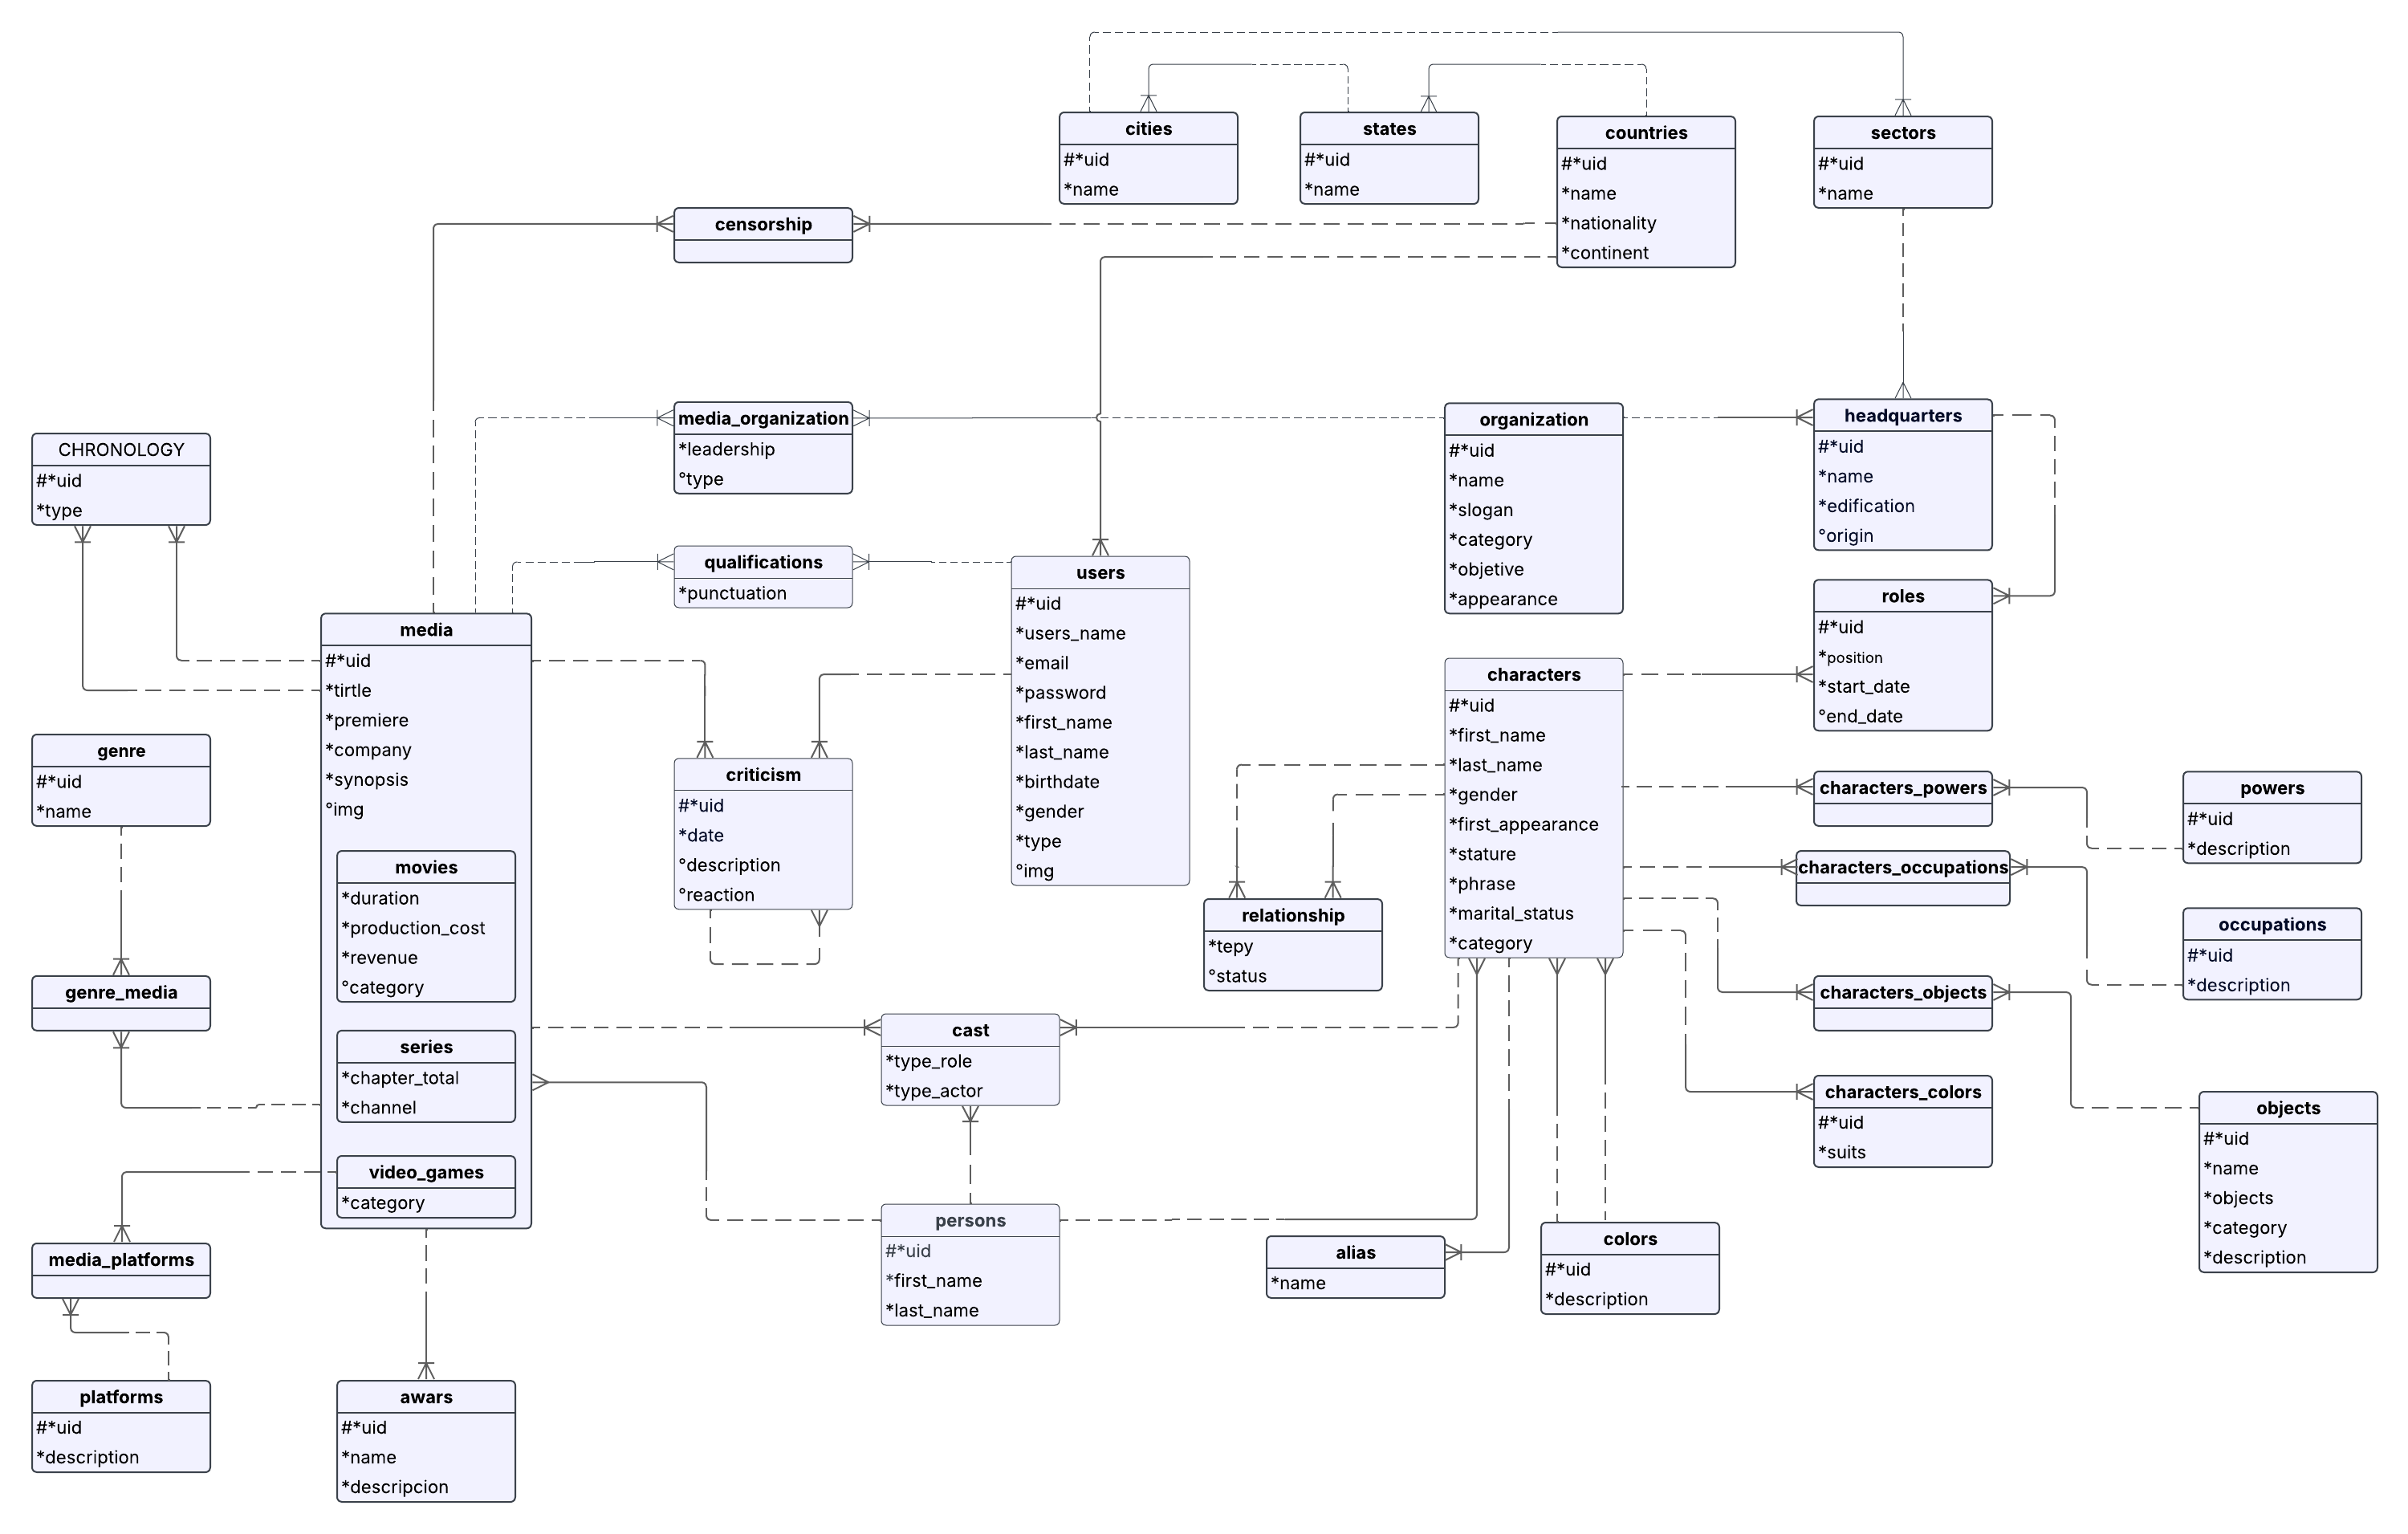 cities
#*uid
*name
states
#*uid
*name
countries
#*uid
*name
*nationality
*continent
sectors
#*uid
*name
censorship
media_organization
*leadership
°type
organization
#*uid
*name
*slogan
*category
*objetive
*appearance
headquarters
#*uid
*name
*edification
°origin
CHRONOLOGY
#*uid
*type
qualifications
*punctuation
users
#*uid
*users_name
*email
*password
*first_name
*last_name
*birthdate
*gender
*type
°img
roles
#*uid
*position
*start_date
°end_date
media
#*uid
*tirtle
*premiere
*company
*synopsis
°img
movies
*duration
*production_cost
*revenue
°category
series
*chapter_total
*channel
video_games
*category
characters
#*uid
*first_name
*last_name
*gender
*first_appearance
*stature
*phrase
*marital_status
*category
genre
#*uid
*name
criticism
#*uid
*date
°description
°reaction
characters_powers
powers
#*uid
*description
characters_occupations
occupations
#*uid
*description
relationship
*tepy
°status
genre_media
characters_objects
cast
*type_role
*type_actor
characters_colors
#*uid
*suits
objects
#*uid
*name
*objects
*category
*description
persons
#*uid
*first_name
*last_name
alias
*name
colors
#*uid
*description
media_platforms
platforms
#*uid
*description
awars
#*uid
*name
*descripcion